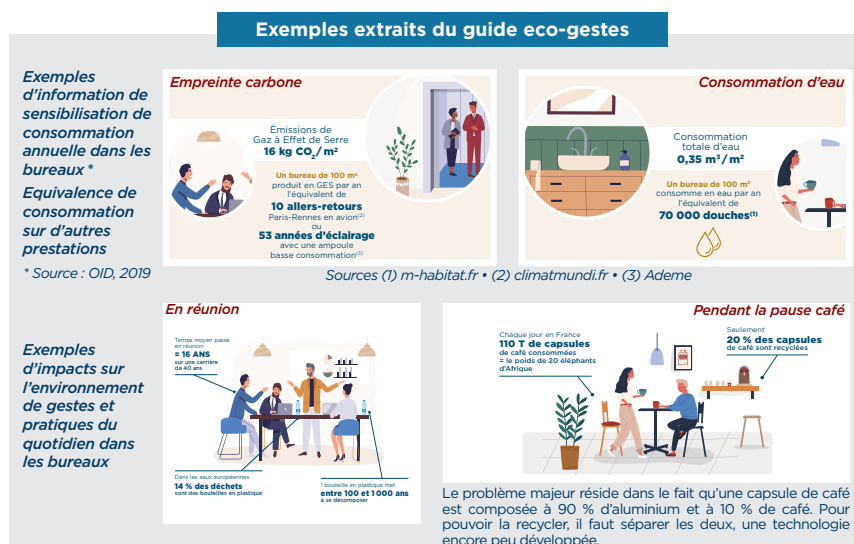 Exemples extraits du guide eco-gestes
Exemples
d'information de
sensibilisation de
consommation
annuelle dans les
bureaux *
Equivalence de
consommation
sur d'autres
prestations
* Source : OID, 2019
Empreinte carbone
Émissions de
Gaz à Effet de Serre
16 kg CO₂/m²
Un bureau de 100 m²
produit en GES par an
l'équivalent de
10 allers-retours
Paris-Rennes en avion⁽²⁾
ou
53 années d'éclairage
avec une ampoule
basse consommation⁽³⁾
Consommation d'eau
Consommation
totale d'eau
0,35 m³/m²
Un bureau de 100 m²
consomme en eau par an
l'équivalent de
70 000 douches⁽¹⁾
Sources (1) m-habitat.fr • (2) climatmundi.fr • (3) Ademe
Exemples
d'impacts sur
l'environnement
de gestes et
pratiques du
quotidien dans
les bureaux
En réunion
Temps moyen passé
en réunion
= 16 ANS
sur une carrière
de 40 ans
Dans les eaux européennes
14 % des déchets
sont des bouteilles en plastique
1 bouteille en plastique met
entre 100 et 1 000 ans
à se décomposer
Pendant la pause café
Chaque jour en France
110 T de capsules
de café consommées
= le poids de 20 éléphants
d'Afrique
Seulement
20 % des capsules
de café sont recyclées
Le problème majeur réside dans le fait qu'une capsule de café
est composée à 90 % d'aluminium et à 10 % de café. Pour
pouvoir la recycler, il faut séparer les deux, une technologie
encore peu développée.